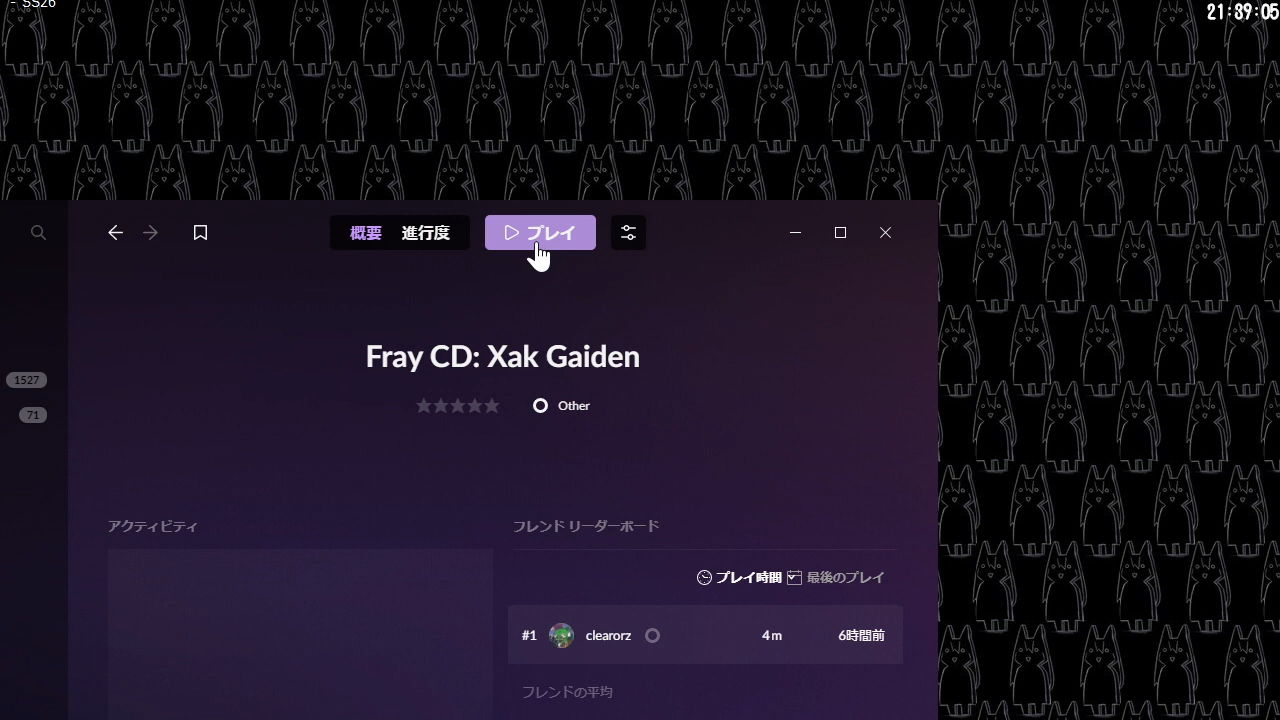 - SS26
21:39:05
概要 進行度 プレイ
Fray CD: Xak Gaiden
1527
Other
71
アクティビティ
フレンド リーダーボード
プレイ時間 最後のプレイ
#1 clearorz 4m 6時間前
フレンドの平均